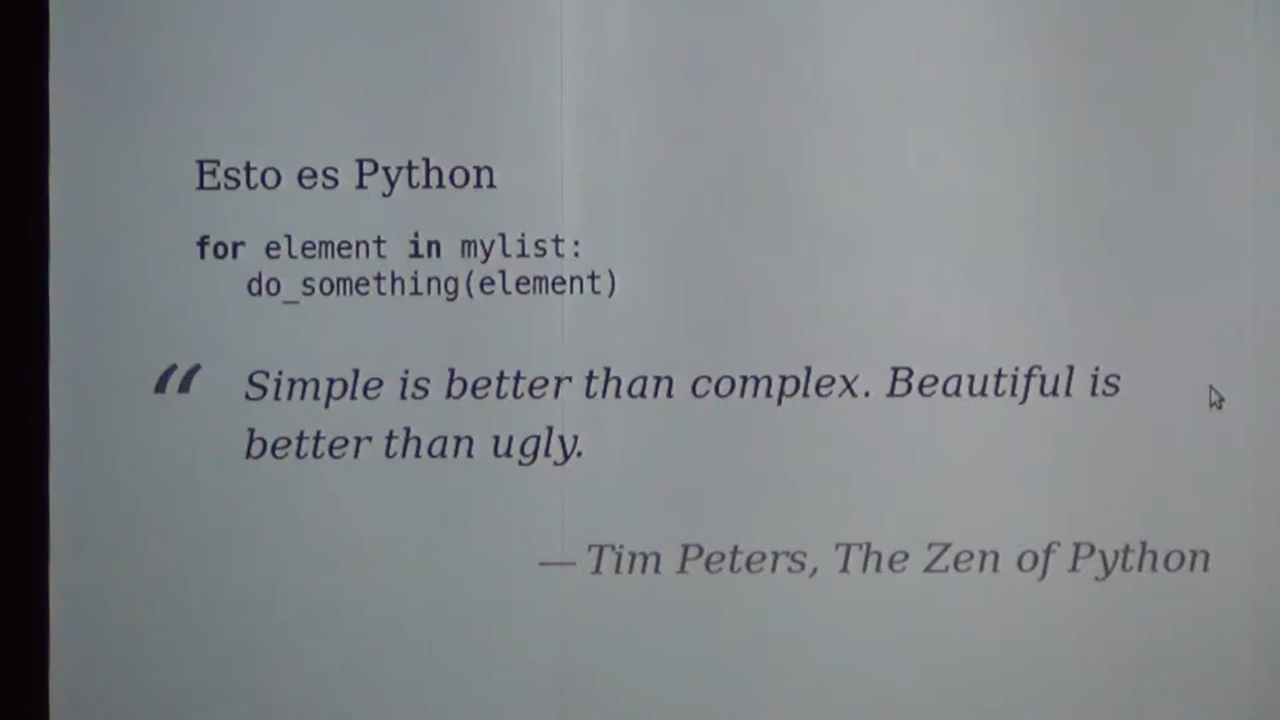 Esto es Python
for element in mylist:
do_something(element)
“ Simple is better than complex. Beautiful is
better than ugly.
— Tim Peters, The Zen of Python